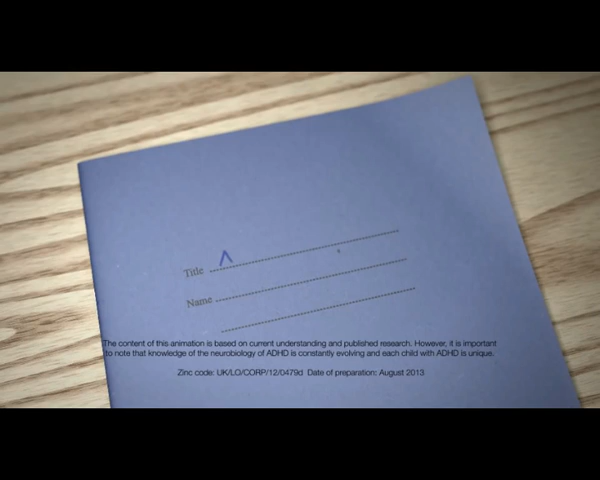 Title
Name
The content of this animation is based on current understanding and published research. However, it is important
to note that knowledge of the neurobiology of ADHD is constantly evolving and each child with ADHD is unique.
Zinc code: UK/LO/CORP/12/0479d Date of preparation: August 2013